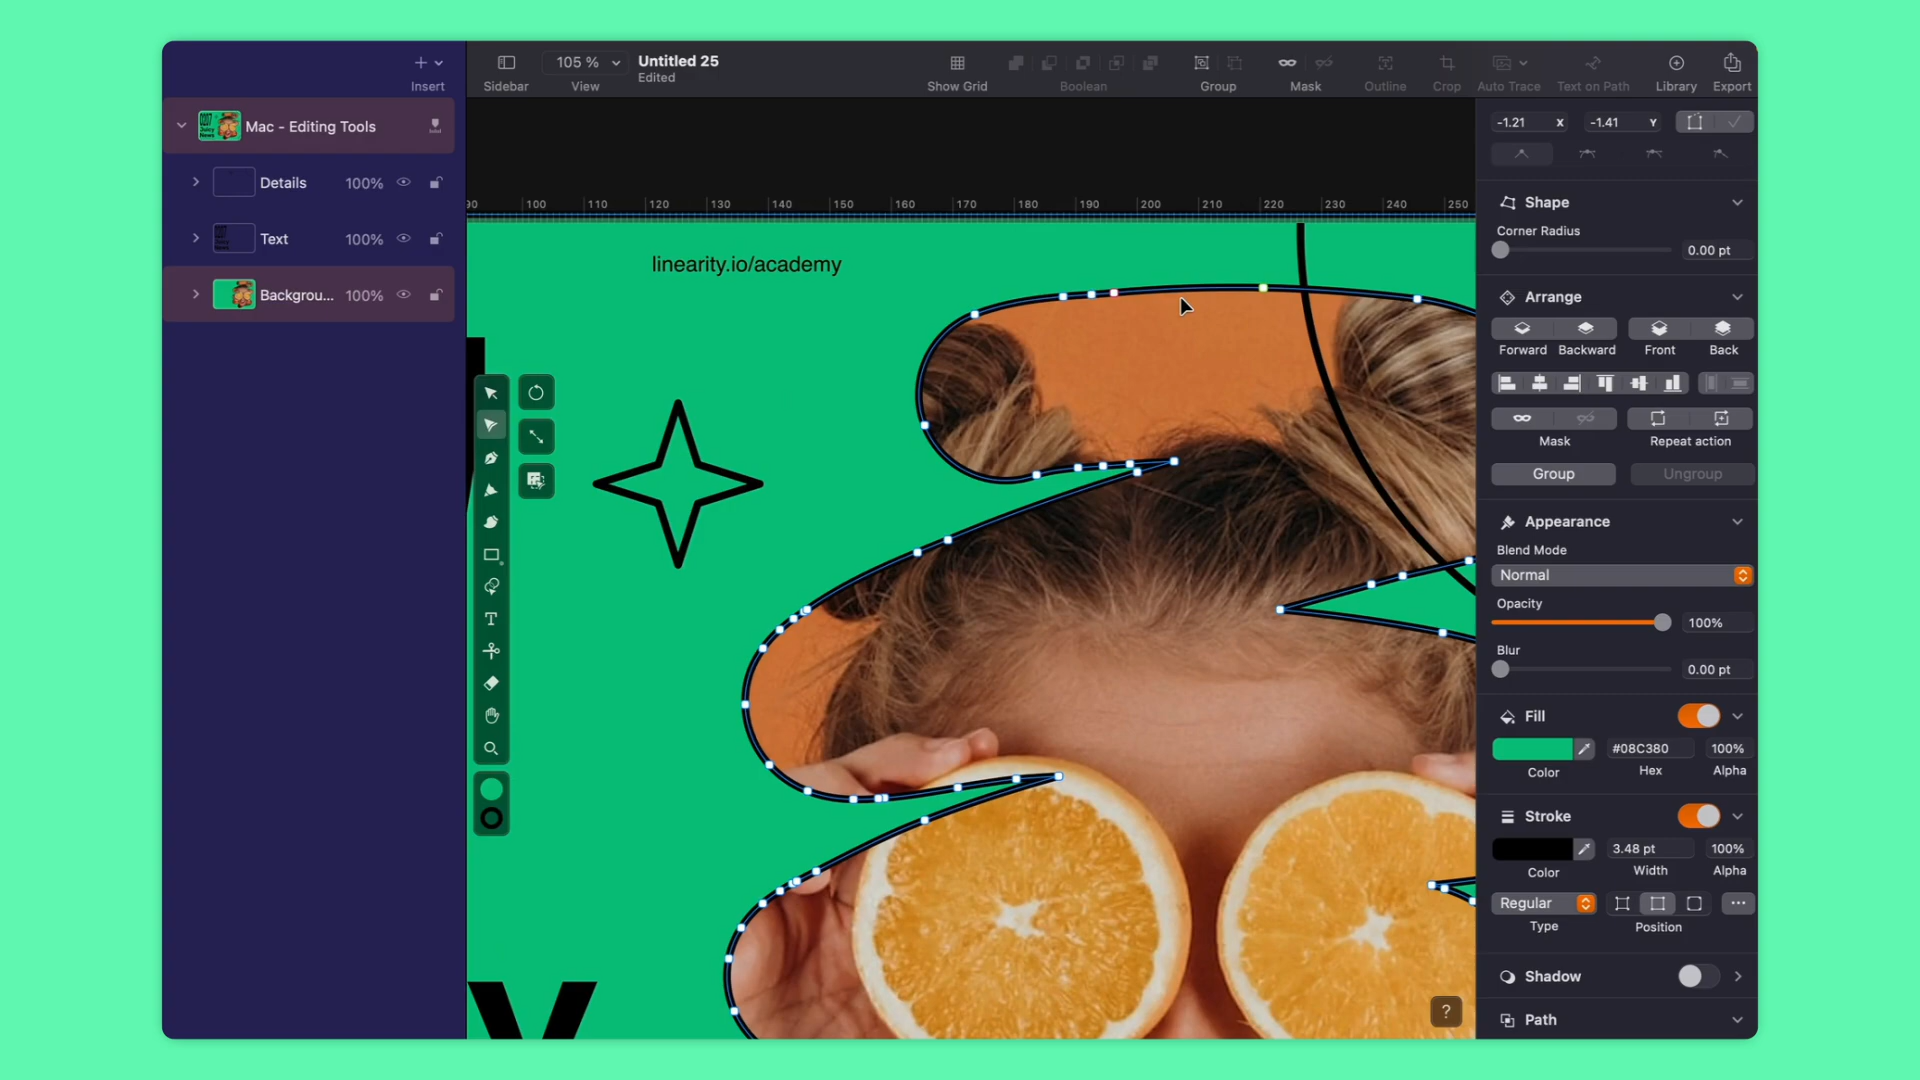 Insert
Sidebar
105 %
View
Untitled 25
Edited
Show Grid
Boolean
Group
Mask
Outline
Crop
Auto Trace
Text on Path
Library
Export
Mac - Editing Tools
Details 100%
Text 100%
Backgrou... 100%
90 100 110 120 130 140 150 160 170 180 190 200 210 220 230 240 250
linearity.io/academy
-1.21 X -1.41 Y
Shape
Corner Radius
0.00 pt
Arrange
Forward Backward Front Back
Mask Repeat action
Group Ungroup
Appearance
Blend Mode
Normal
Opacity
100%
Blur
0.00 pt
Fill
#08C380 100%
Color Hex Alpha
Stroke
3.48 pt 100%
Color Width Alpha
Regular
Type Position
Shadow
Path
?
T